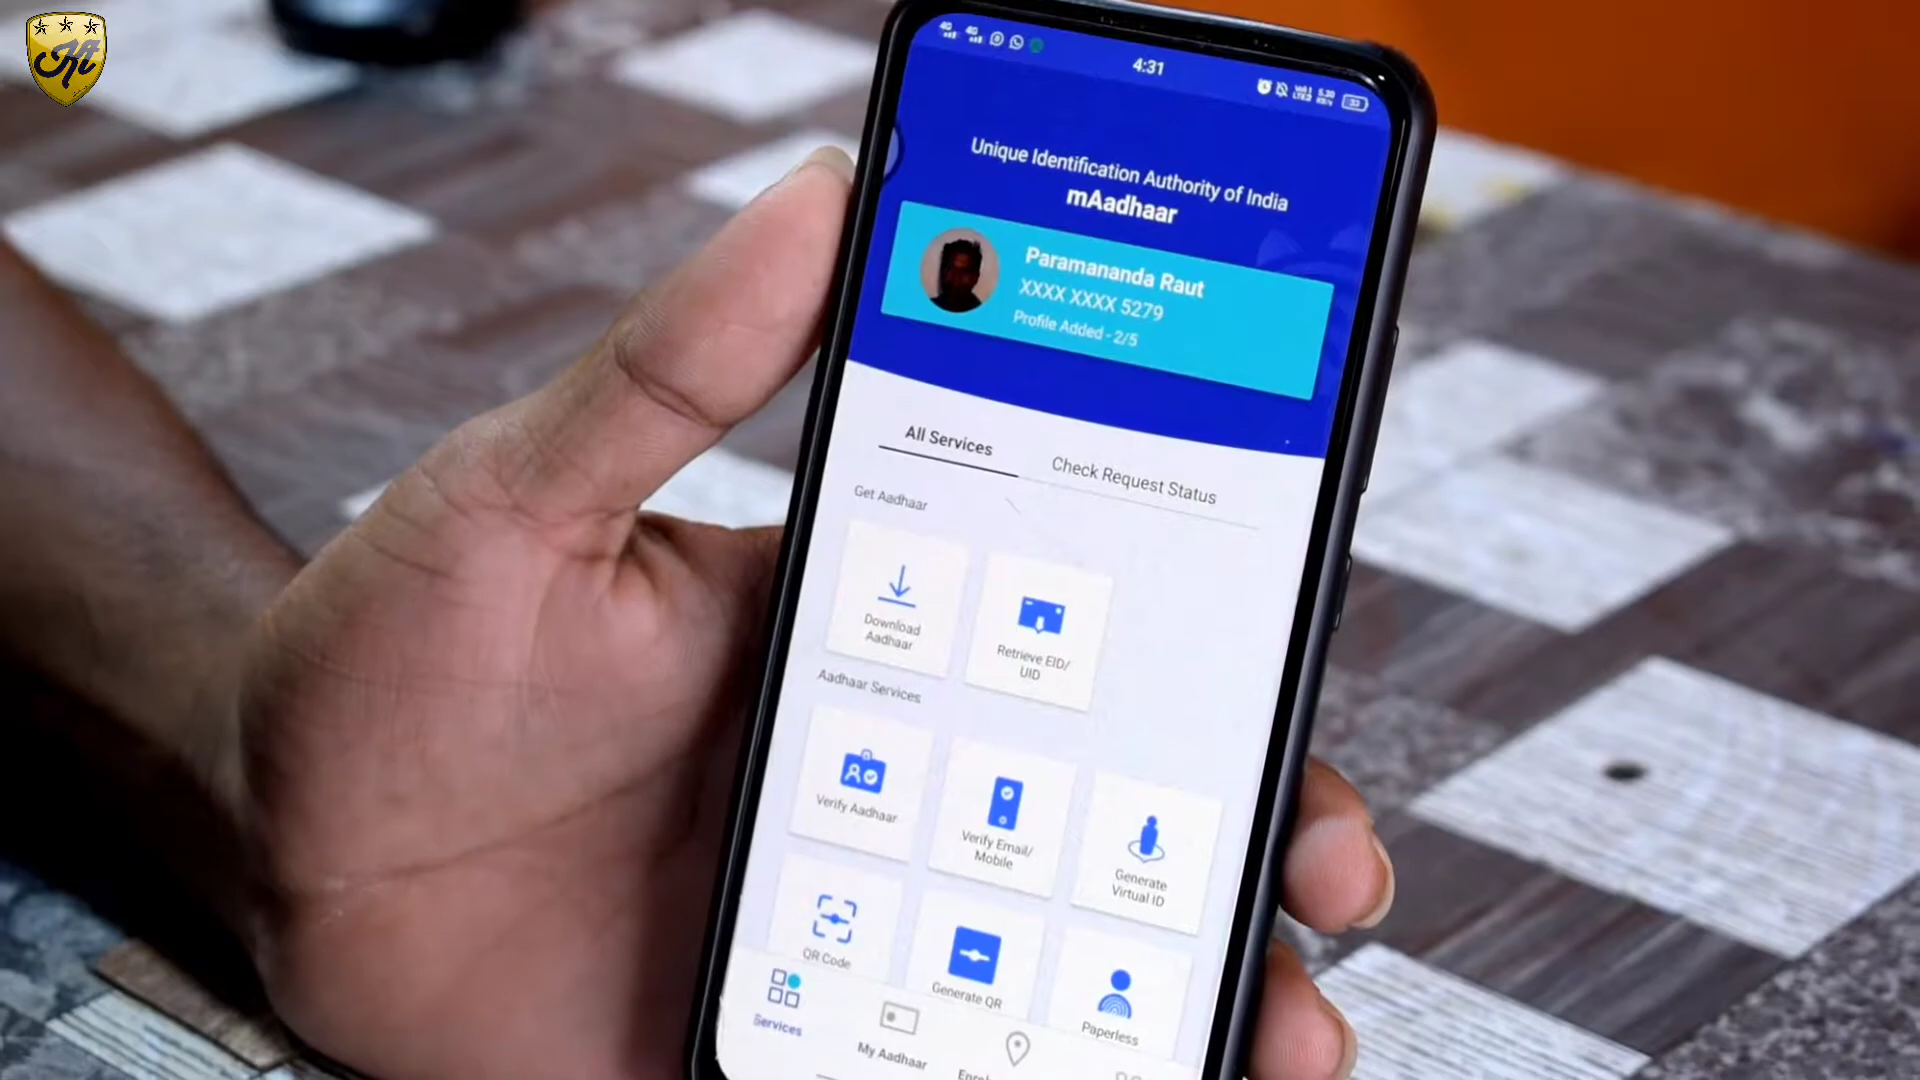 4:31
Unique Identification Authority of India
mAadhaar
Paramananda Raut
XXXX XXXX 5279
Profile Added - 2/5
All Services
Check Request Status
Get Aadhaar
Download
Aadhaar
Retrieve EID/
UID
Aadhaar Services
Verify Aadhaar
Verify Email/
Mobile
Generate
Virtual ID
QR Code
Generate QR
Paperless
Services
My Aadhaar